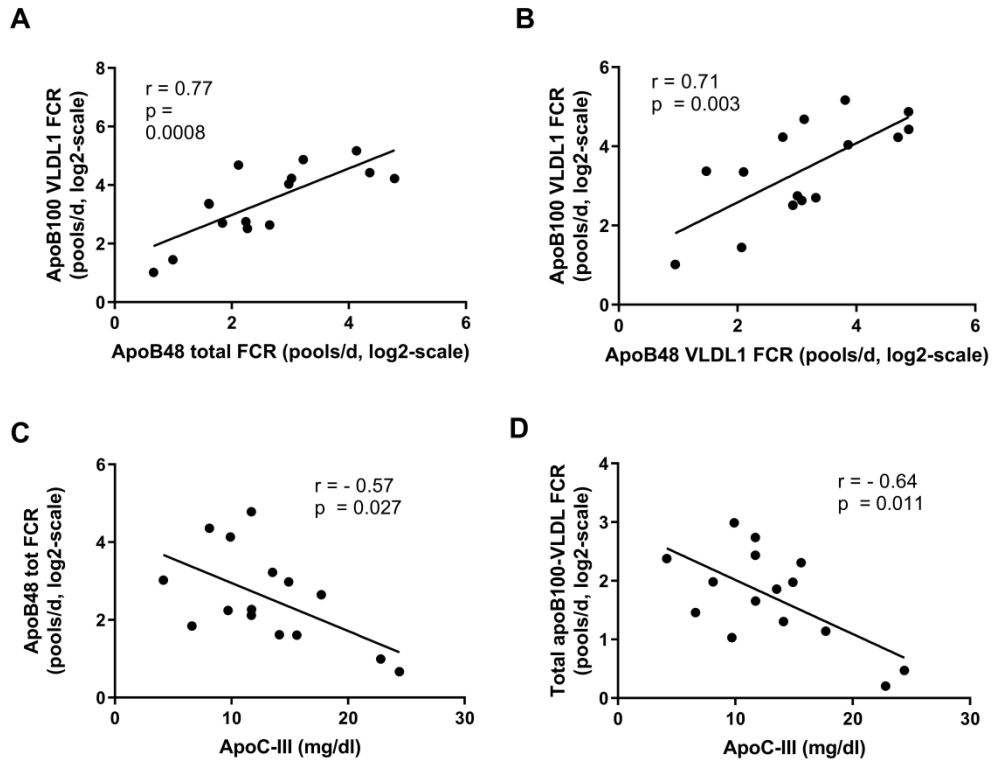 A
r = 0.77
p =
0.0008
ApoB100 VLDL1 FCR
(pools/d, log2-scale)
8
6
4
2
0
0 2 4 6
ApoB48 total FCR (pools/d, log2-scale)
B
r = 0.71
p = 0.003
ApoB100 VLDL1 FCR
(pools/d, log2-scale)
6
4
2
0
0 2 4 6
ApoB48 VLDL1 FCR (pools/d, log2-scale)
C
r = - 0.57
p = 0.027
ApoB48 tot FCR
(pools/d, log2-scale)
6
4
2
0
0 10 20 30
ApoC-III (mg/dl)
D
r = - 0.64
p = 0.011
Total apoB100-VLDL FCR
(pools/d, log2-scale)
4
3
2
1
0
0 10 20 30
ApoC-III (mg/dl)